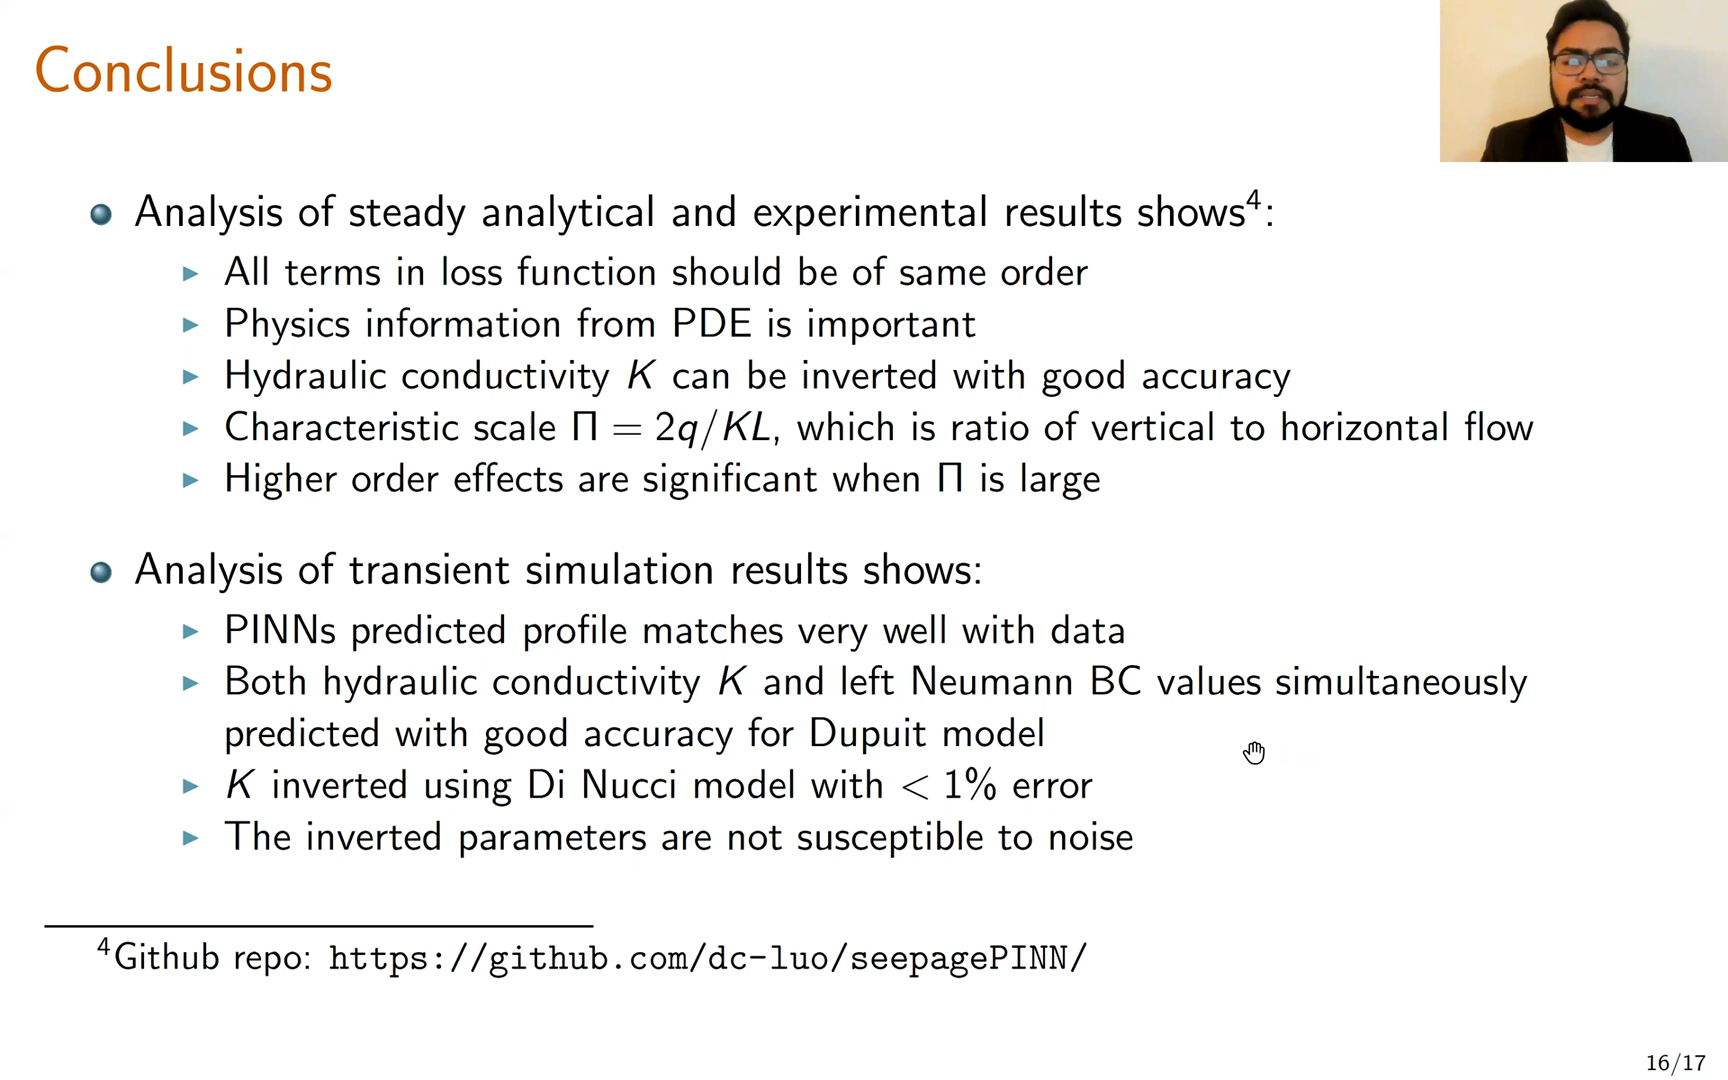 Conclusions
Analysis of steady analytical and experimental results shows⁴:
All terms in loss function should be of same order
Physics information from PDE is important
Hydraulic conductivity K can be inverted with good accuracy
Characteristic scale Π = 2q/KL, which is ratio of vertical to horizontal flow
Higher order effects are significant when Π is large
Analysis of transient simulation results shows:
PINNs predicted profile matches very well with data
Both hydraulic conductivity K and left Neumann BC values simultaneously
predicted with good accuracy for Dupuit model
K inverted using Di Nucci model with < 1% error
The inverted parameters are not susceptible to noise
⁴Github repo: https://github.com/dc-luo/seepagePINN/
16/17